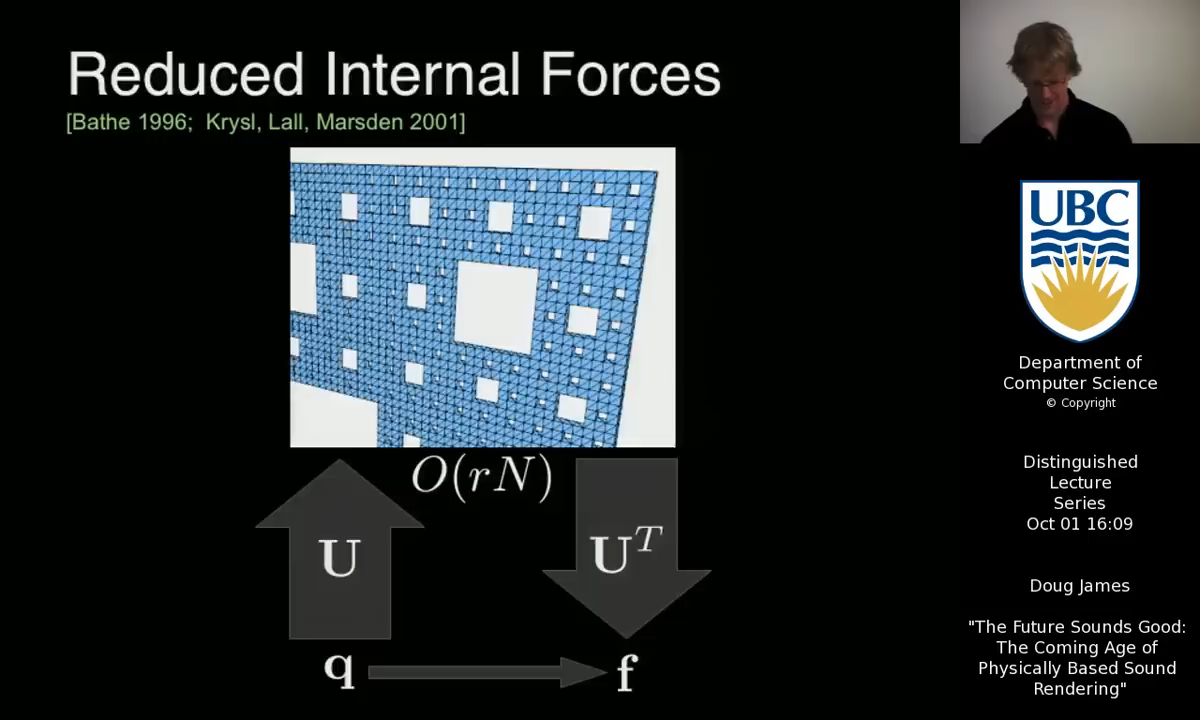 Reduced Internal Forces
[Bathe 1996; Krysl, Lall, Marsden 2001]
O(rN)
U
U^T
q
f
UBC
Department of
Computer Science
© Copyright
Distinguished
Lecture
Series
Oct 01 16:09
Doug James
"The Future Sounds Good:
The Coming Age of
Physically Based Sound
Rendering"